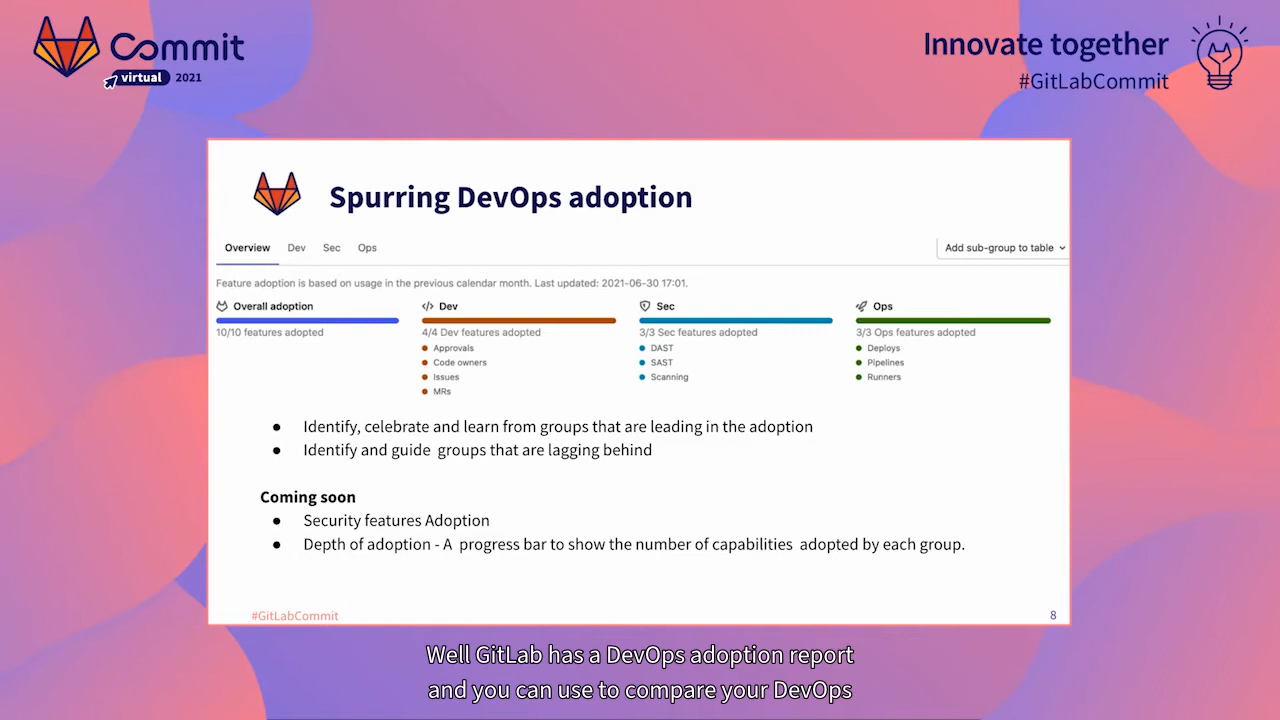 Commit
virtual 2021
Innovate together
#GitLabCommit
Spurring DevOps adoption
Overview Dev Sec Ops
Add sub-group to table
Feature adoption is based on usage in the previous calendar month. Last updated: 2021-06-30 17:01.
Overall adoption
10/10 features adopted
Dev
4/4 Dev features adopted
Approvals
Code owners
Issues
MRs
Sec
3/3 Sec features adopted
DAST
SAST
Scanning
Ops
3/3 Ops features adopted
Deploys
Pipelines
Runners
● Identify, celebrate and learn from groups that are leading in the adoption
● Identify and guide groups that are lagging behind
Coming soon
● Security features Adoption
● Depth of adoption - A progress bar to show the number of capabilities adopted by each group.
#GitLabCommit
8
Well GitLab has a DevOps adoption report
and you can use to compare your DevOps